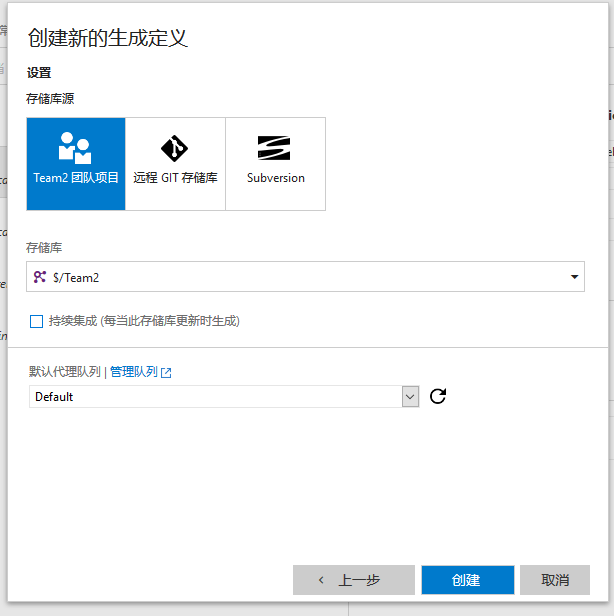 创建新的生成定义
设置
存储库源
Team2 团队项目
远程 GIT 存储库
Subversion
存储库
$/Team2
持续集成 (每当此存储库更新时生成)
默认代理队列 | 管理队列
Default
上一步
创建
取消